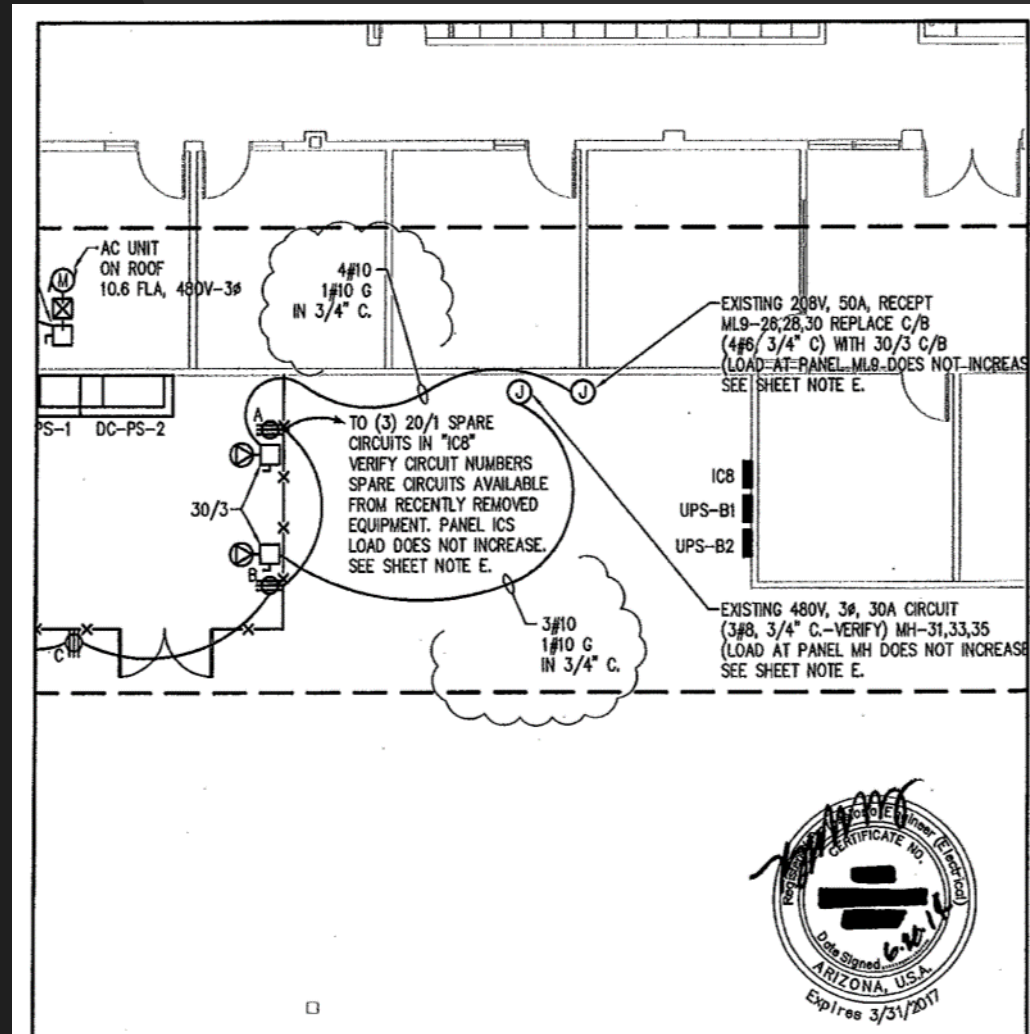 AC UNIT
ON ROOF
10.6 FLA, 480V-3ø
M
4#10
1#10 G
IN 3/4" C.
EXISTING 208V, 50A, RECEPT
ML9-26,28,30 REPLACE C/B
(4#6, 3/4" C) WITH 30/3 C/B
(LOAD AT PANEL ML9 DOES NOT INCREAS
SEE SHEET NOTE E.
J
J
PS-1
DC-PS-2
A
TO (3) 20/1 SPARE
CIRCUITS IN "IC8"
VERIFY CIRCUIT NUMBERS
SPARE CIRCUITS AVAILABLE
FROM RECENTLY REMOVED
EQUIPMENT. PANEL ICS
LOAD DOES NOT INCREASE.
SEE SHEET NOTE E.
30/3
B
C
IC8
UPS-B1
UPS-B2
3#10
1#10 G
IN 3/4" C.
EXISTING 480V, 3ø, 30A CIRCUIT
(3#8, 3/4" C.-VERIFY) MH-31,33,35
(LOAD AT PANEL MH DOES NOT INCREASE
SEE SHEET NOTE E.
Engineer (Electrical)
CERTIFICATE NO.
Date Signed
ARIZONA, U.S.A.
Expires 3/31/2017